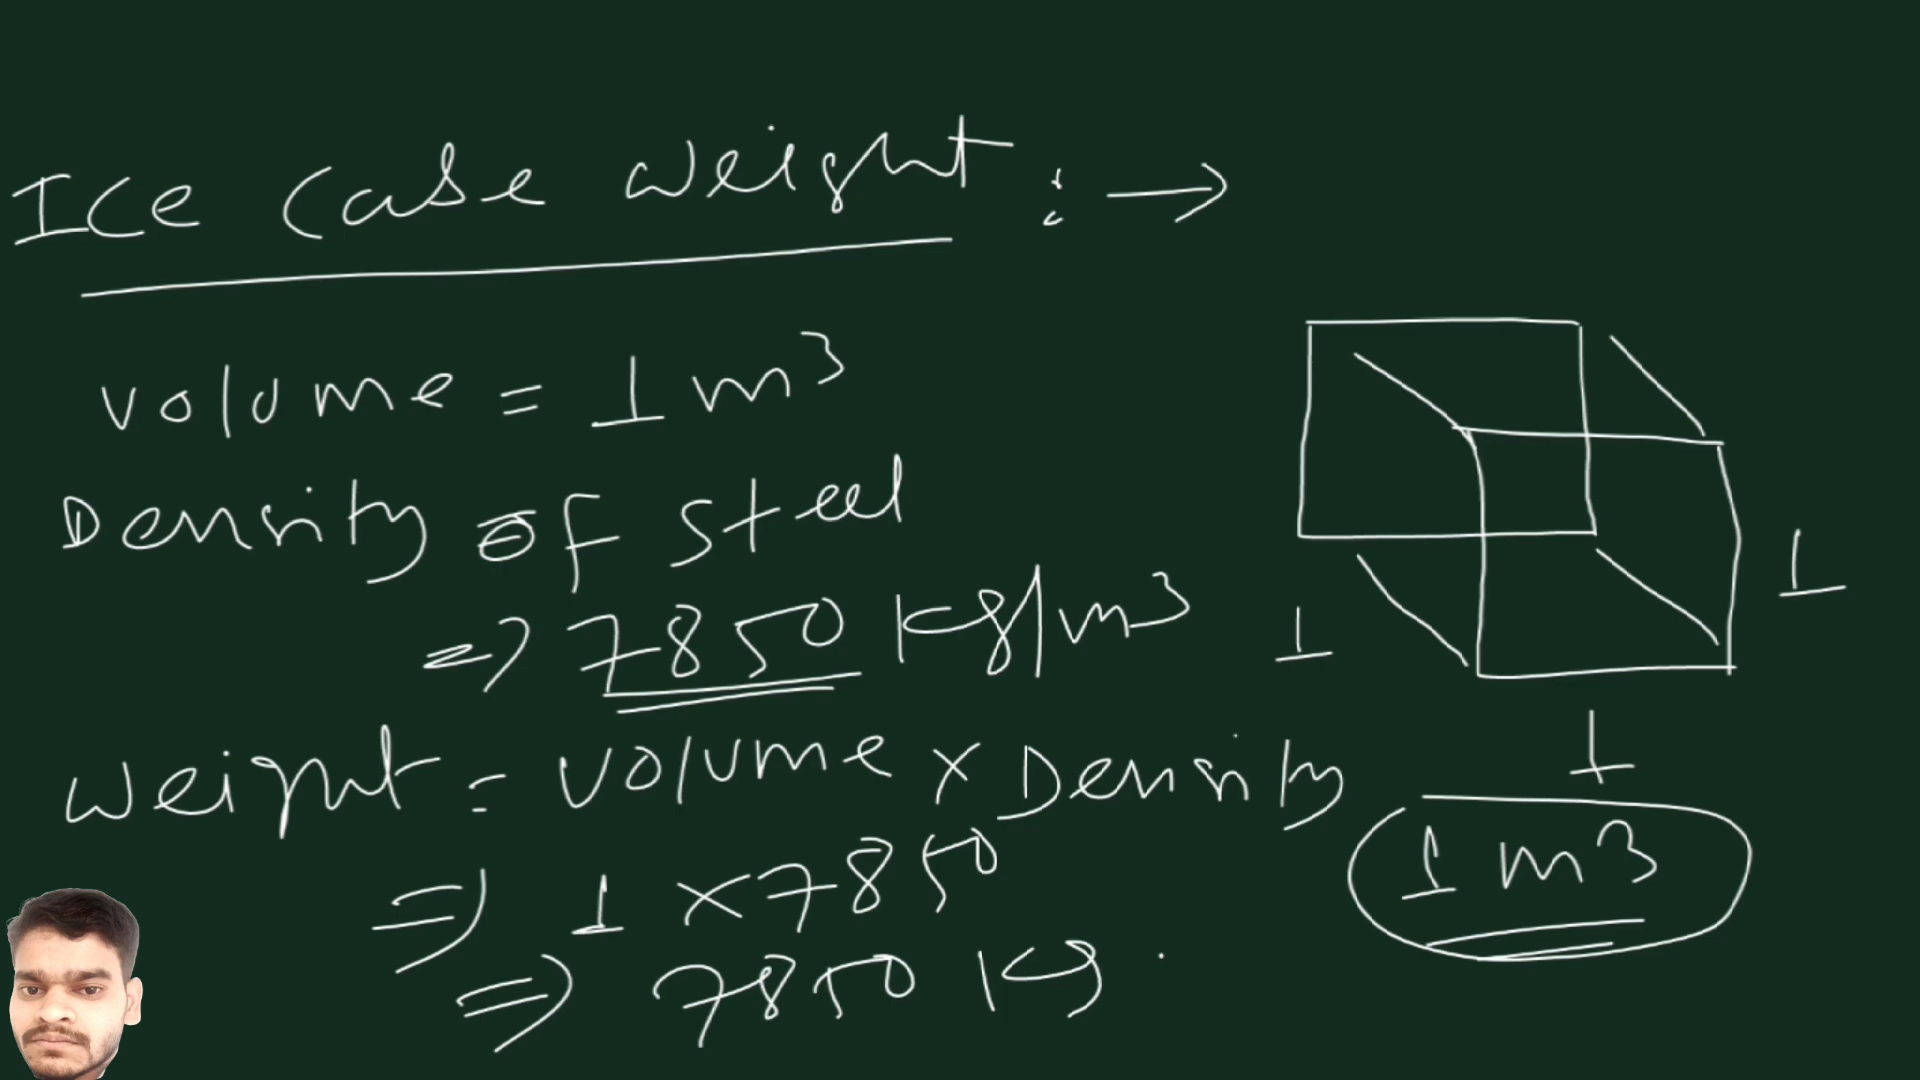 Ice Case weight :→
volume = 1 m³
Density of steel
⇒ 7850 Kg/m³
weight = volume × Density
⇒ 1 × 7850
⇒ 7850 Kg.
1
1
1
1 m3